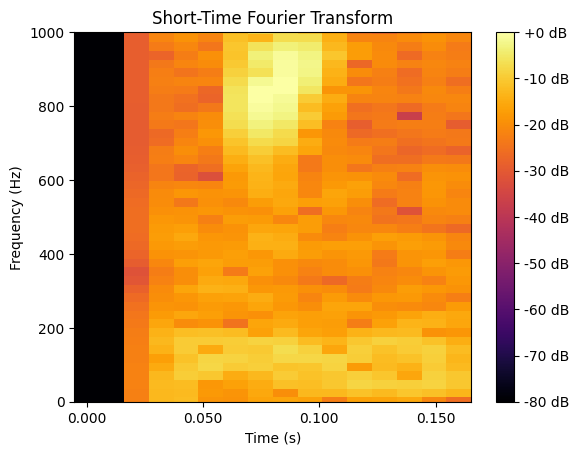 Short-Time Fourier Transform
1000
800
600
400
200
0
Frequency (Hz)
0.000
0.050
0.100
0.150
Time (s)
+0 dB
-10 dB
-20 dB
-30 dB
-40 dB
-50 dB
-60 dB
-70 dB
-80 dB